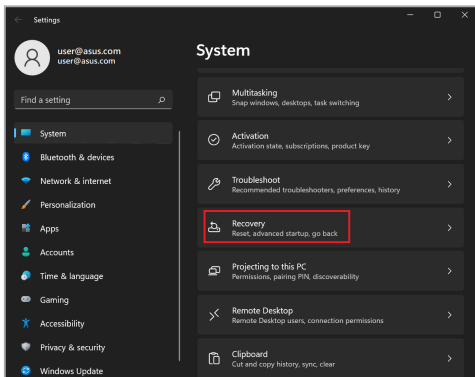 Settings
user@asus.com
user@asus.com
Find a setting
System
Bluetooth & devices
Network & internet
Personalization
Apps
Accounts
Time & language
Gaming
Accessibility
Privacy & security
Windows Update
System
Multitasking
Snap windows, desktops, task switching
Activation
Activation state, subscriptions, product key
Troubleshoot
Recommended troubleshooters, preferences, history
Recovery
Reset, advanced startup, go back
Projecting to this PC
Permissions, pairing PIN, discoverability
Remote Desktop
Remote Desktop users, connection permissions
Clipboard
Cut and copy history, sync, clear